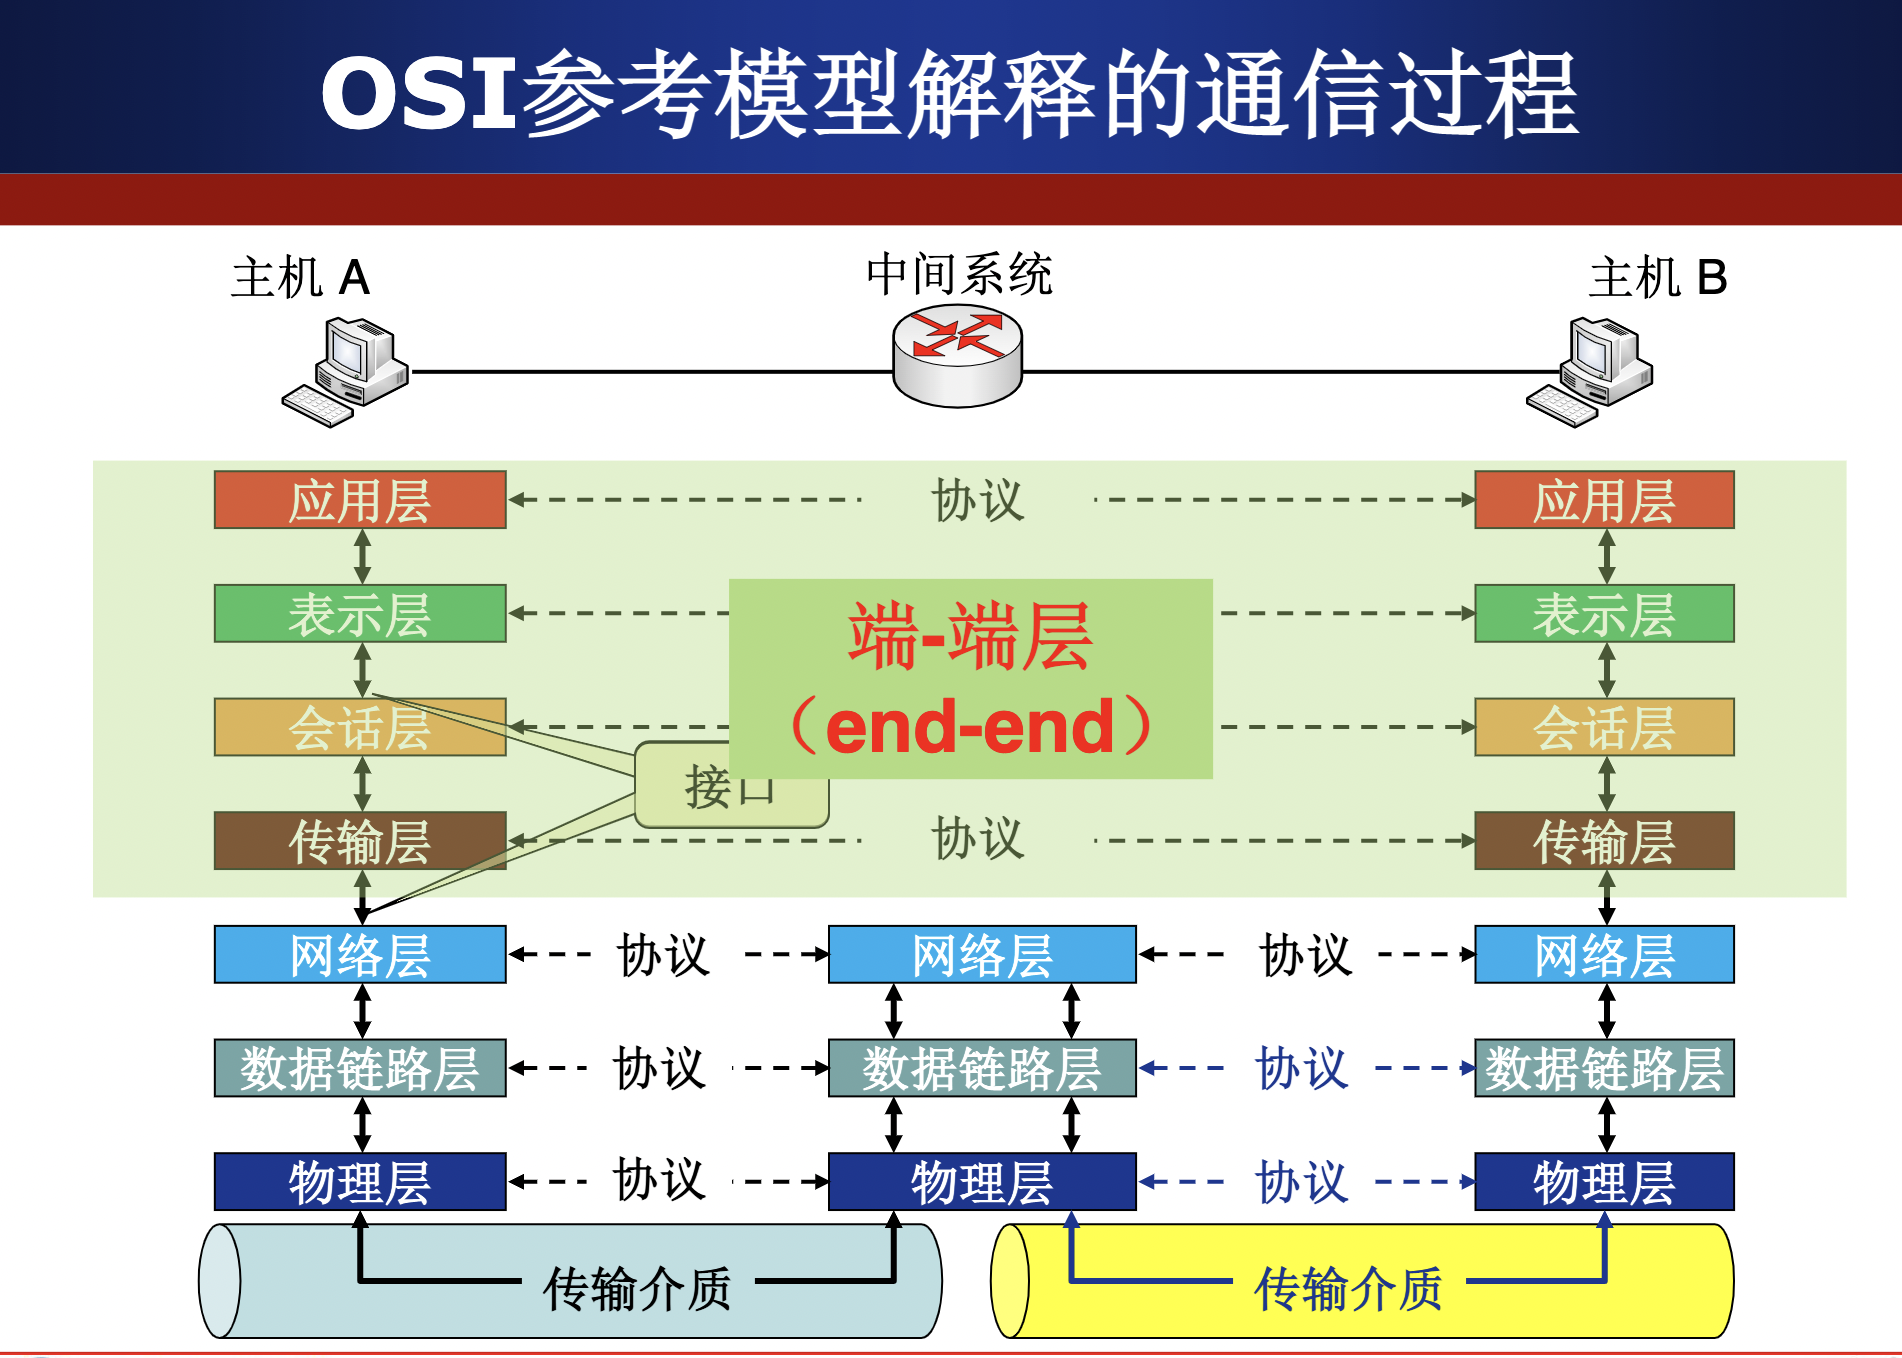 OSI参考模型解释的通信过程
主机 A
中间系统
主机 B
应用层
协议
应用层
表示层
端-端层
表示层
(end-end)
会话层
会话层
接口
传输层
协议
传输层
网络层
协议
网络层
协议
网络层
数据链路层
协议
数据链路层
协议
数据链路层
物理层
协议
物理层
协议
物理层
传输介质
传输介质